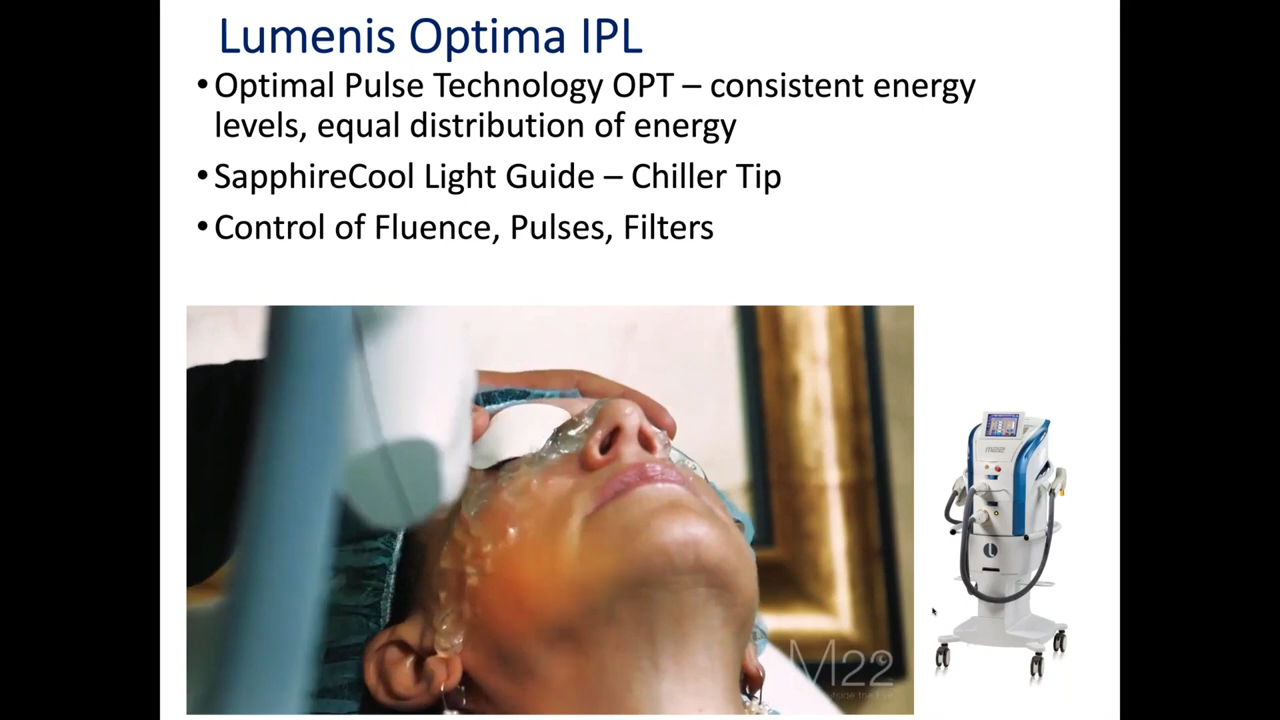 Lumenis Optima IPL
•Optimal Pulse Technology OPT – consistent energy
levels, equal distribution of energy
•SapphireCool Light Guide – Chiller Tip
•Control of Fluence, Pulses, Filters
M22
M22